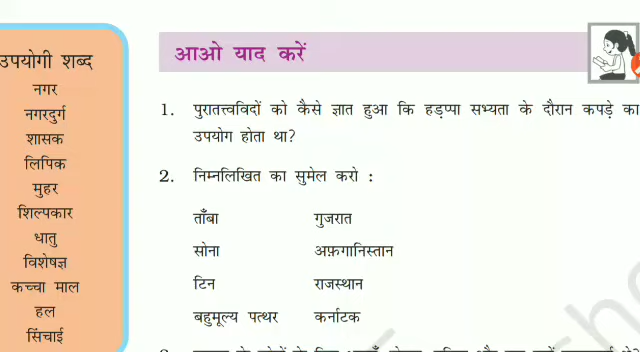 उपयोगी शब्द
नगर
नगरदुर्ग
शासक
लिपिक
मुहर
शिल्पकार
धातु
विशेषज्ञ
कच्चा माल
हल
सिंचाई
आओ याद करें
1. पुरातत्त्वविदों को कैसे ज्ञात हुआ कि हड़प्पा सभ्यता के दौरान कपड़े का
उपयोग होता था?
2. निम्नलिखित का सुमेल करो :
ताँबा गुजरात
सोना अफ़गानिस्तान
टिन राजस्थान
बहुमूल्य पत्थर कर्नाटक